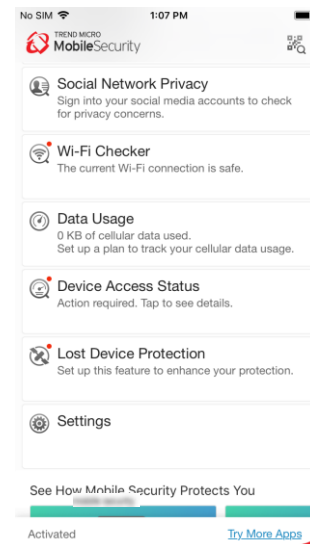 No SIM 1:07 PM
TREND MICRO
MobileSecurity
Social Network Privacy
Sign into your social media accounts to check
for privacy concerns.
Wi-Fi Checker
The current Wi-Fi connection is safe.
Data Usage
0 KB of cellular data used.
Set up a plan to track your cellular data usage.
Device Access Status
Action required. Tap to see details.
Lost Device Protection
Set up this feature to enhance your protection.
Settings
See How Mobile Security Protects You
Activated Try More Apps